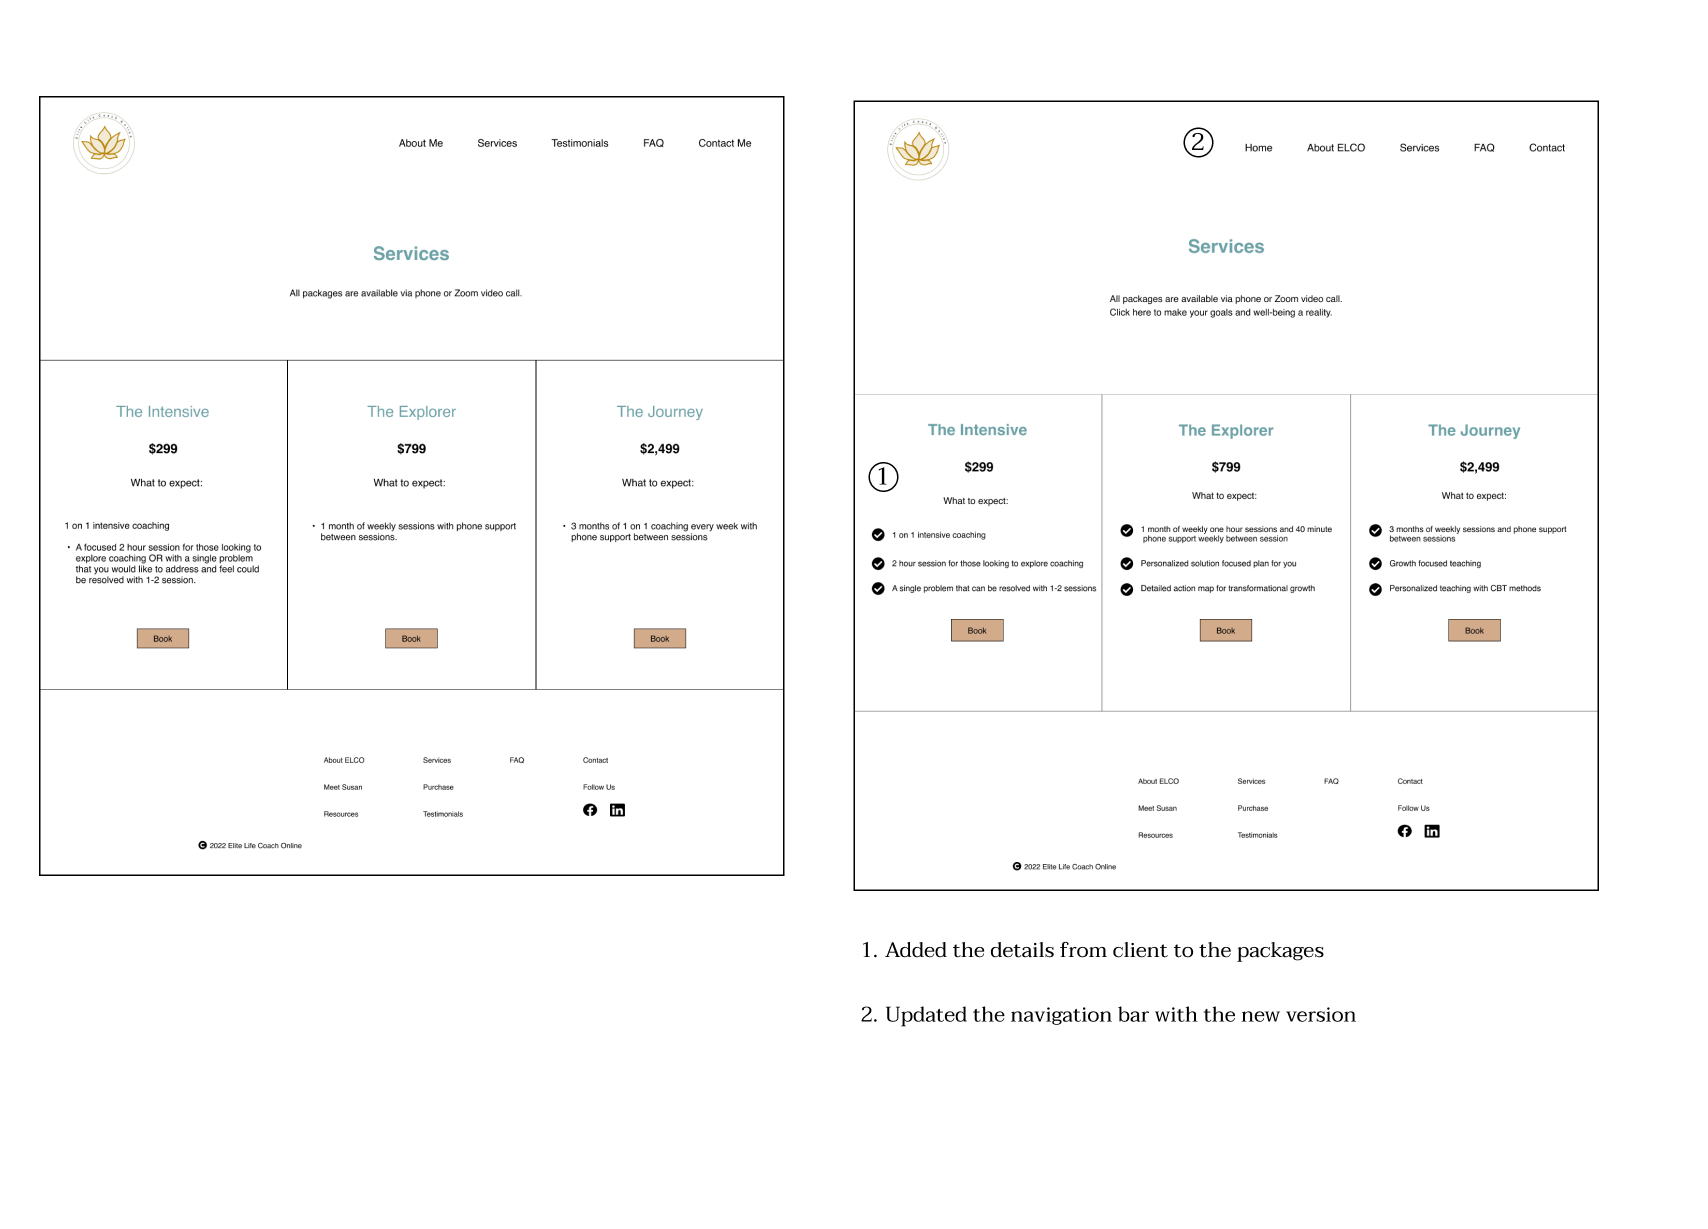 Elite Life Coach Online
About Me Services Testimonials FAQ Contact Me
Services
All packages are available via phone or Zoom video call.
The Intensive
$299
What to expect:
1 on 1 intensive coaching
• A focused 2 hour session for those looking to
explore coaching OR with a single problem
that you would like to address and feel could
be resolved with 1-2 session.
Book
The Explorer
$799
What to expect:
• 1 month of weekly sessions with phone support
between sessions.
Book
The Journey
$2,499
What to expect:
• 3 months of 1 on 1 coaching every week with
phone support between sessions
Book
About ELCO Services FAQ Contact
Meet Susan Purchase Follow Us
Resources Testimonials
© 2022 Elite Life Coach Online
Elite Life Coach Online
2 Home About ELCO Services FAQ Contact
Services
All packages are available via phone or Zoom video call.
Click here to make your goals and well-being a reality.
The Intensive
$299
1
What to expect:
1 on 1 intensive coaching
2 hour session for those looking to explore coaching
A single problem that can be resolved with 1-2 sessions
Book
The Explorer
$799
What to expect:
1 month of weekly one hour sessions and 40 minute
phone support weekly between session
Personalized solution focused plan for you
Detailed action map for transformational growth
Book
The Journey
$2,499
What to expect:
3 months of weekly sessions and phone support
between sessions
Growth focused teaching
Personalized teaching with CBT methods
Book
About ELCO Services FAQ Contact
Meet Susan Purchase Follow Us
Resources Testimonials
© 2022 Elite Life Coach Online
1. Added the details from client to the packages
2. Updated the navigation bar with the new version